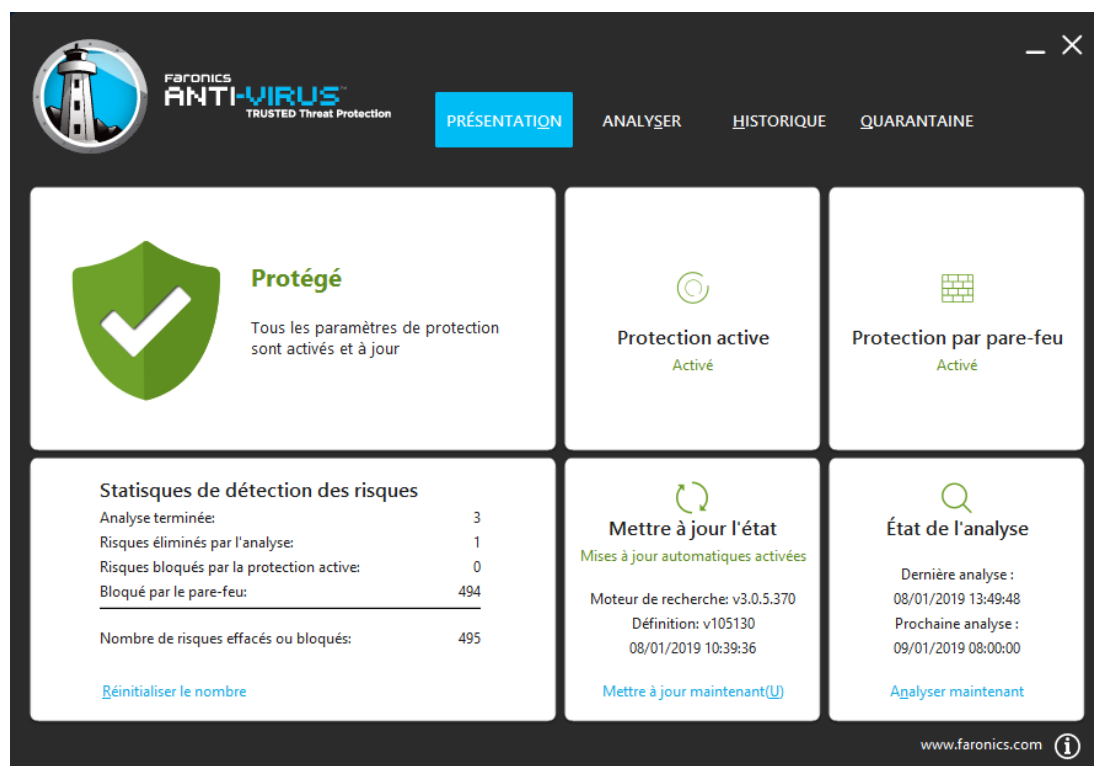 Faronics
ANTI-VIRUS™
TRUSTED Threat Protection
PRÉSENTATION
ANALYSER
HISTORIQUE
QUARANTAINE
Protégé
Tous les paramètres de protection
sont activés et à jour
Protection active
Activé
Protection par pare-feu
Activé
Statisques de détection des risques
Analyse terminée: 3
Risques éliminés par l'analyse: 1
Risques bloqués par la protection active: 0
Bloqué par le pare-feu: 494
Nombre de risques effacés ou bloqués: 495
Réinitialiser le nombre
Mettre à jour l'état
Mises à jour automatiques activées
Moteur de recherche: v3.0.5.370
Définition: v105130
08/01/2019 10:39:36
Mettre à jour maintenant(U)
État de l'analyse
Dernière analyse :
08/01/2019 13:49:48
Prochaine analyse :
09/01/2019 08:00:00
Analyser maintenant
www.faronics.com